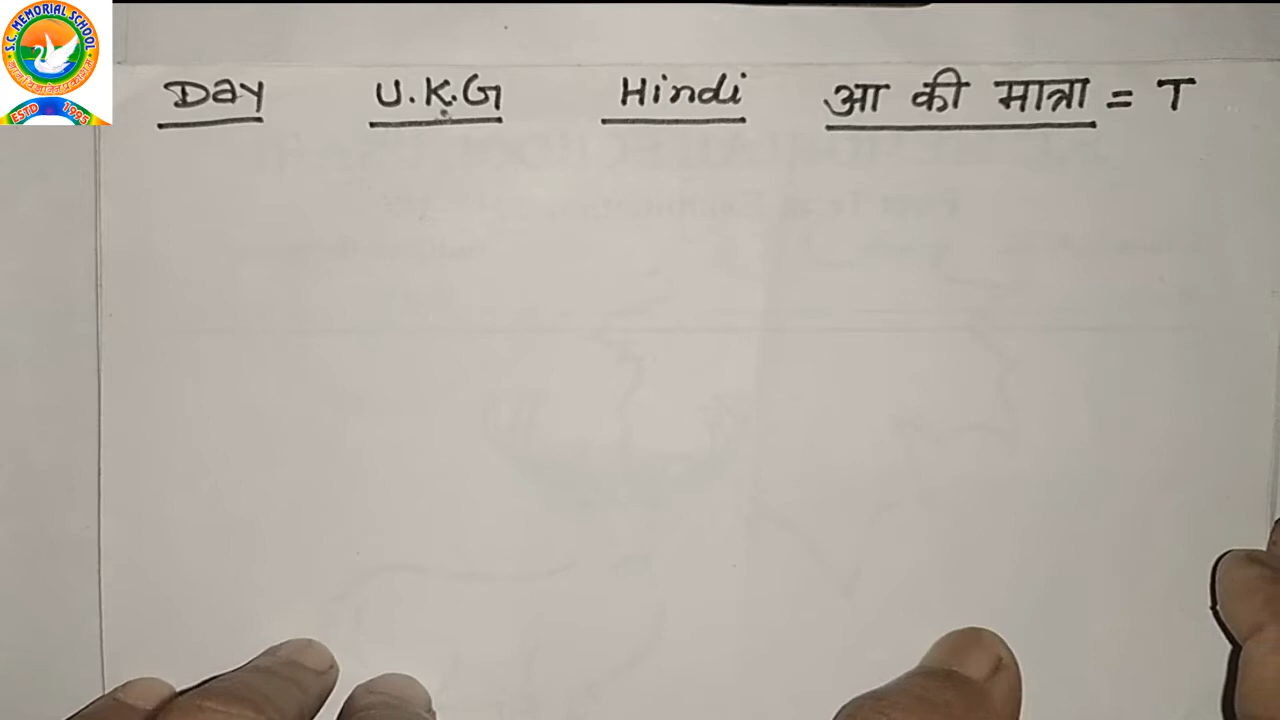 S.C. MEMORIAL SCHOOL
ESTD 1995
Day U.K.G Hindi आ की मात्रा = ा